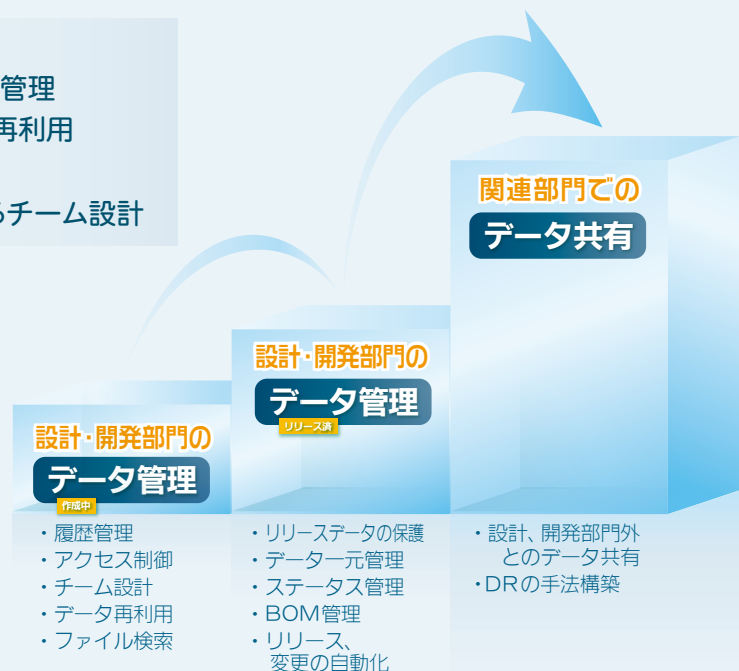 管理
再利用
るチーム設計
関連部門での
データ共有
設計・開発部門の
データ管理
リリース済
設計・開発部門の
データ管理
作成中
・履歴管理
・アクセス制御
・チーム設計
・データ再利用
・ファイル検索
・リリースデータの保護
・データ一元管理
・ステータス管理
・BOM管理
・リリース、
変更の自動化
・設計、開発部門外
とのデータ共有
・DRの手法構築